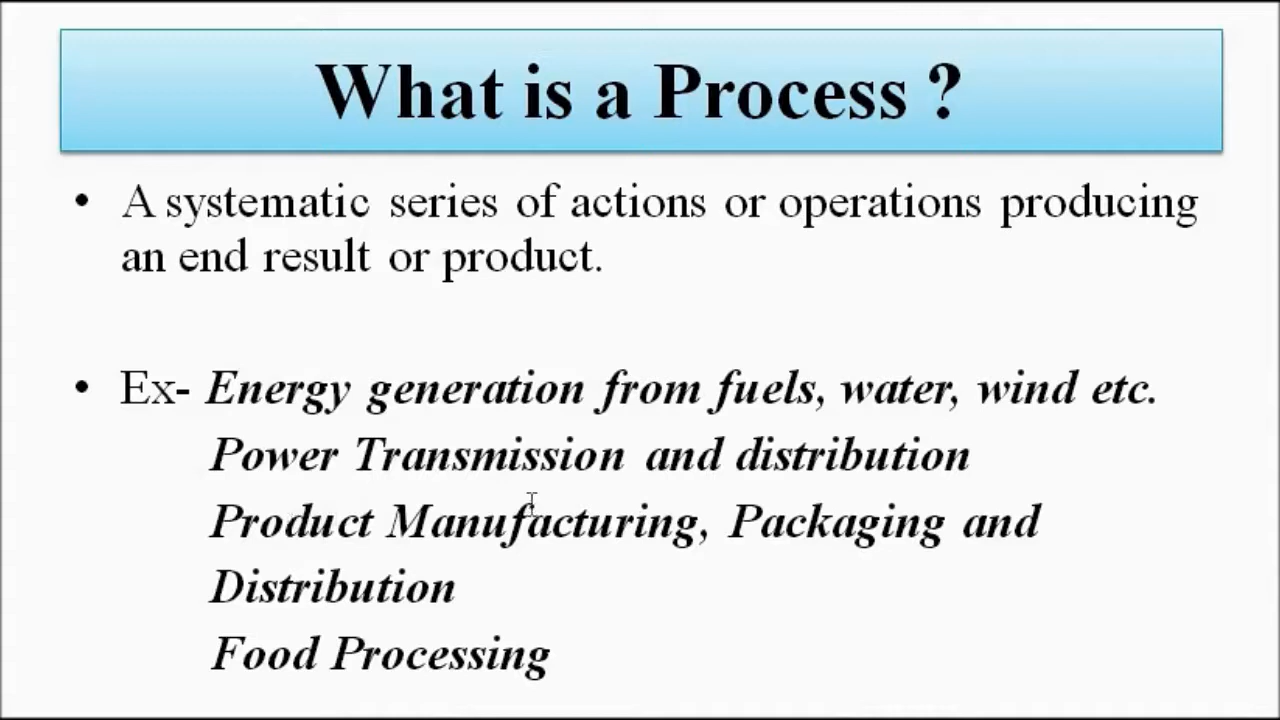 What is a Process ?
• A systematic series of actions or operations producing
an end result or product.
• Ex- Energy generation from fuels, water, wind etc.
Power Transmission and distribution
Product Manufacturing, Packaging and
Distribution
Food Processing